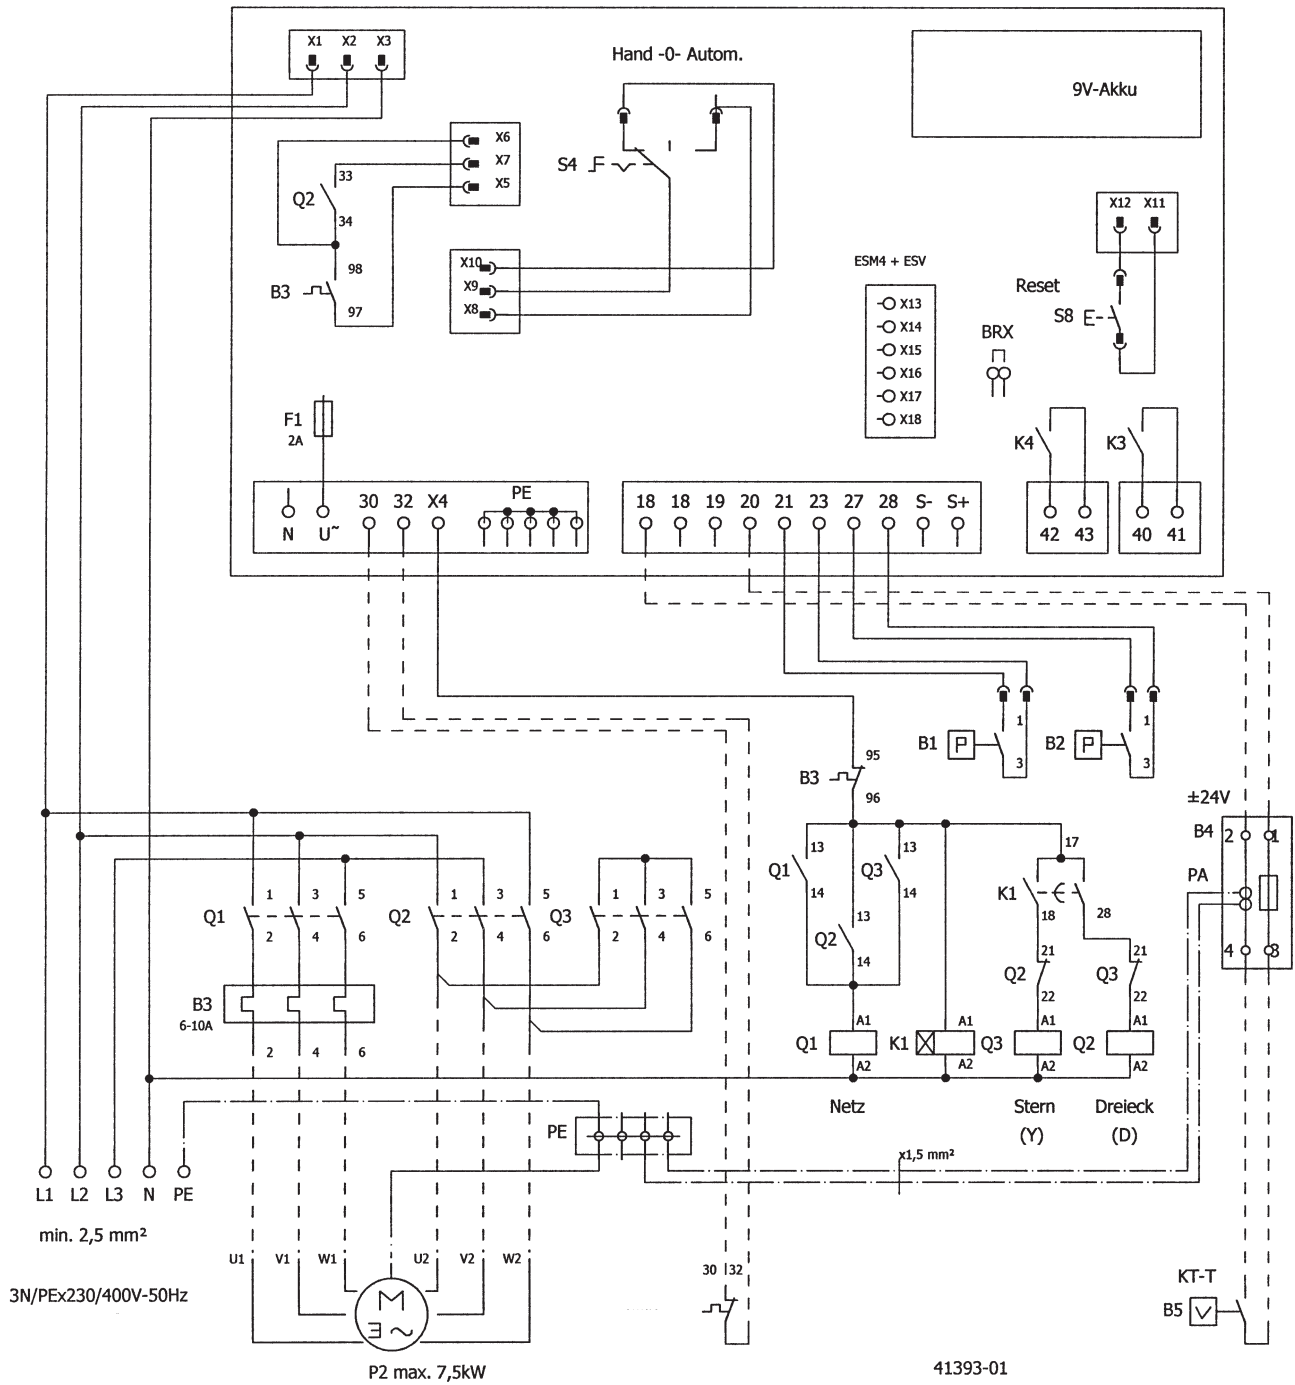 X1 X2 X3
Hand -0- Autom.
9V-Akku
X6
X7
X5
S4
33
Q2
34
98
B3
97
X10
X9
X8
X12 X11
ESM4 + ESV
X13
X14
X15
X16
X17
X18
Reset
S8
BRX
F1
2A
K4
K3
30 32 X4 PE
N U~
18 18 19 20 21 23 27 28 S- S+
42 43
40 41
B1 P 1
3
B2 P 1
3
95
B3
96
±24V
B4 2 1
PA
4 3
17
13
Q1
14
13
Q3
14
K1
18 28
1 3 5
Q1
2 4 6
1 3 5
Q2
2 4 6
1 3 5
Q3
2 4 6
13
Q2
14
21
Q2
22
21
Q3
22
B3
6-10A
2 4 6
A1
Q1
A2
A1
K1
A2
A1
Q3
A2
A1
Q2
A2
Netz
Stern
(Y)
Dreieck
(D)
PE
x1,5 mm²
L1 L2 L3 N PE
min. 2,5 mm²
U1 V1 W1 U2 V2 W2
3N/PEx230/400V-50Hz
M
3 ~
P2 max. 7,5kW
30 32
KT-T
B5
41393-01